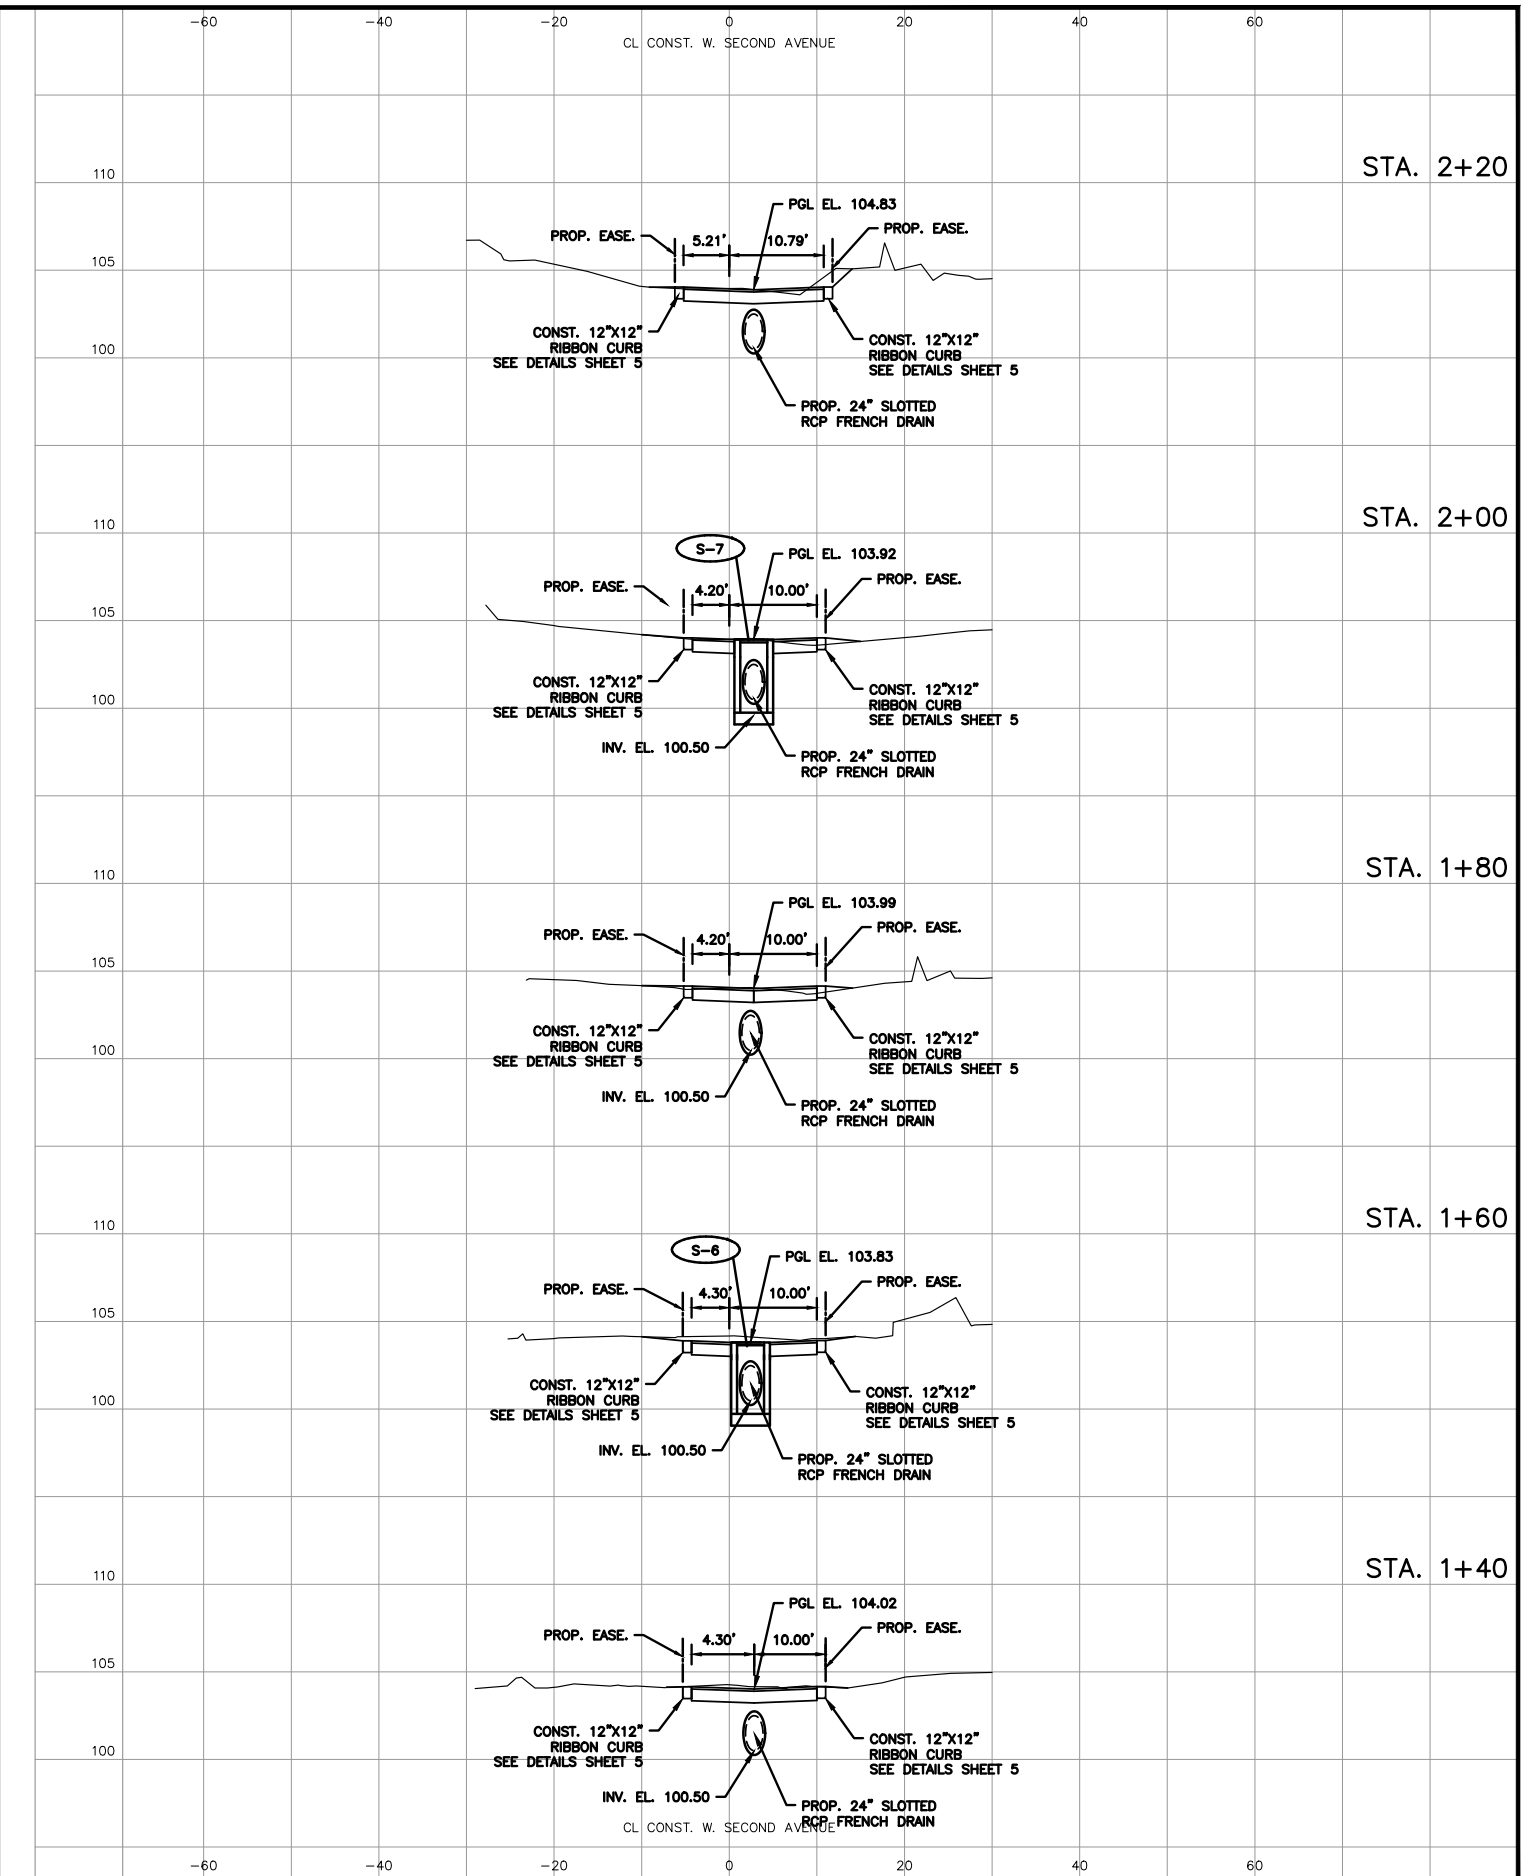 -60 -40 -20 0 20 40 60
CL CONST. W. SECOND AVENUE
STA. 2+20
110
PGL EL. 104.83
PROP. EASE.
5.21' 10.79'
PROP. EASE.
105
CONST. 12"X12"
RIBBON CURB
SEE DETAILS SHEET 5
CONST. 12"X12"
RIBBON CURB
SEE DETAILS SHEET 5
100
PROP. 24" SLOTTED
RCP FRENCH DRAIN
STA. 2+00
110
S-7
PGL EL. 103.92
PROP. EASE.
4.20' 10.00'
PROP. EASE.
105
CONST. 12"X12"
RIBBON CURB
SEE DETAILS SHEET 5
CONST. 12"X12"
RIBBON CURB
SEE DETAILS SHEET 5
100
INV. EL. 100.50
PROP. 24" SLOTTED
RCP FRENCH DRAIN
STA. 1+80
110
PGL EL. 103.99
PROP. EASE.
4.20' 10.00'
PROP. EASE.
105
CONST. 12"X12"
RIBBON CURB
SEE DETAILS SHEET 5
CONST. 12"X12"
RIBBON CURB
SEE DETAILS SHEET 5
100
INV. EL. 100.50
PROP. 24" SLOTTED
RCP FRENCH DRAIN
STA. 1+60
110
S-6
PGL EL. 103.83
PROP. EASE.
4.30' 10.00'
PROP. EASE.
105
CONST. 12"X12"
RIBBON CURB
SEE DETAILS SHEET 5
CONST. 12"X12"
RIBBON CURB
SEE DETAILS SHEET 5
100
INV. EL. 100.50
PROP. 24" SLOTTED
RCP FRENCH DRAIN
STA. 1+40
110
PGL EL. 104.02
PROP. EASE.
4.30' 10.00'
PROP. EASE.
105
CONST. 12"X12"
RIBBON CURB
SEE DETAILS SHEET 5
CONST. 12"X12"
RIBBON CURB
SEE DETAILS SHEET 5
100
INV. EL. 100.50
PROP. 24" SLOTTED
RCP FRENCH DRAIN
CL CONST. W. SECOND AVENUE
-60 -40 -20 0 20 40 60